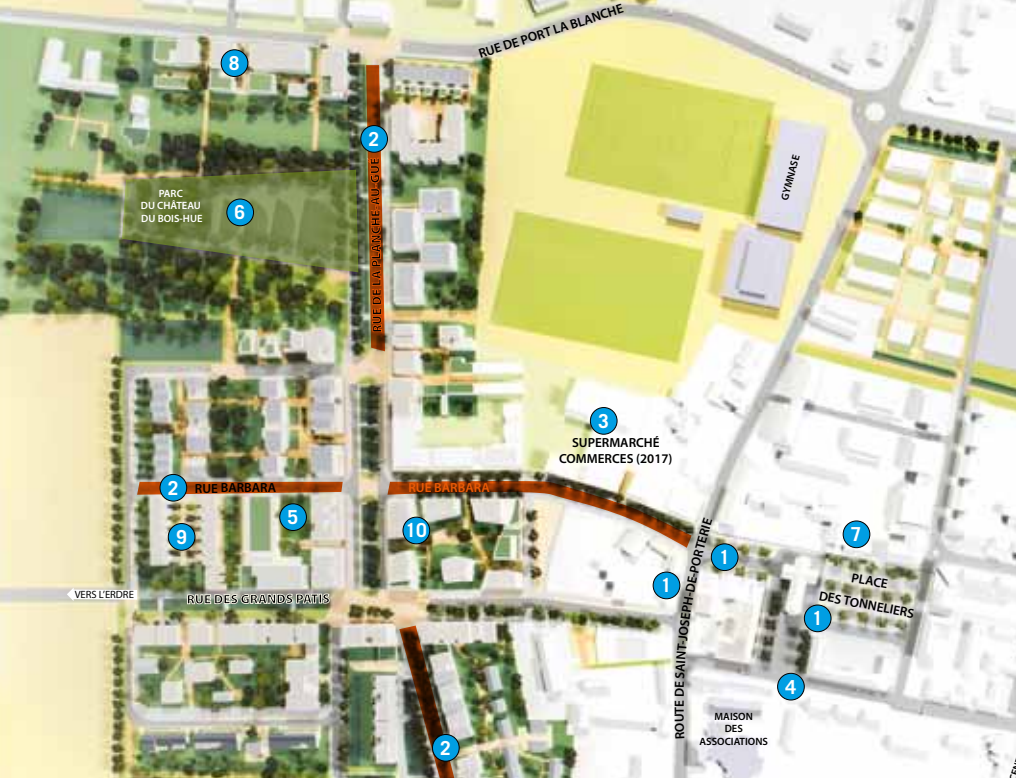 RUE DE PORT LA BLANCHE
8
2
RUE DE LA PLANCHE-AU-GUE
GYMNASE
PARC
DU CHÂTEAU
DU BOIS-HUE
6
3
SUPERMARCHÉ
COMMERCES (2017)
2
RUE BARBARA
RUE BARBARA
5
9
10
1
7
1
PLACE
DES TONNELIERS
1
VERS L'ERDRE
RUE DES GRANDS PATIS
ROUTE DE SAINT-JOSEPH-DE-PORTERIE
4
MAISON
DES
ASSOCIATIONS
2